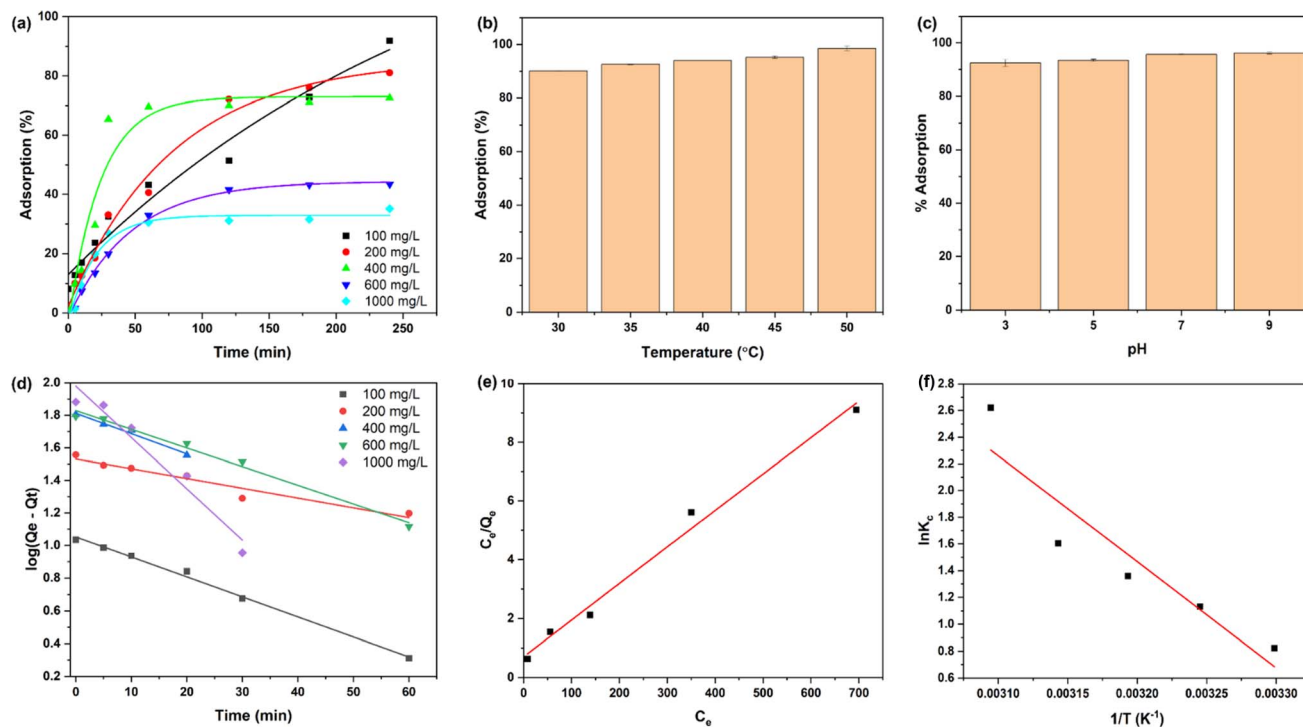 (a)
100
80
60
40
20
0
Adsorption (%)
0
50
100
150
200
250
Time (min)
100 mg/L
200 mg/L
400 mg/L
600 mg/L
1000 mg/L
(b)
100
80
60
40
20
0
Adsorption (%)
30
35
40
45
50
Temperature (°C)
(c)
100
80
60
40
20
0
% Adsorption
3
5
7
9
pH
(d)
2.0
1.8
1.6
1.4
1.2
1.0
0.8
0.6
0.4
0.2
log(Qe - Qt)
0
10
20
30
40
50
60
Time (min)
100 mg/L
200 mg/L
400 mg/L
600 mg/L
1000 mg/L
(e)
10
8
6
4
2
0
Ce/Qe
0
100
200
300
400
500
600
700
Ce
(f)
2.8
2.6
2.4
2.2
2.0
1.8
1.6
1.4
1.2
1.0
0.8
0.6
lnKc
0.00310
0.00315
0.00320
0.00325
0.00330
1/T (K-1)